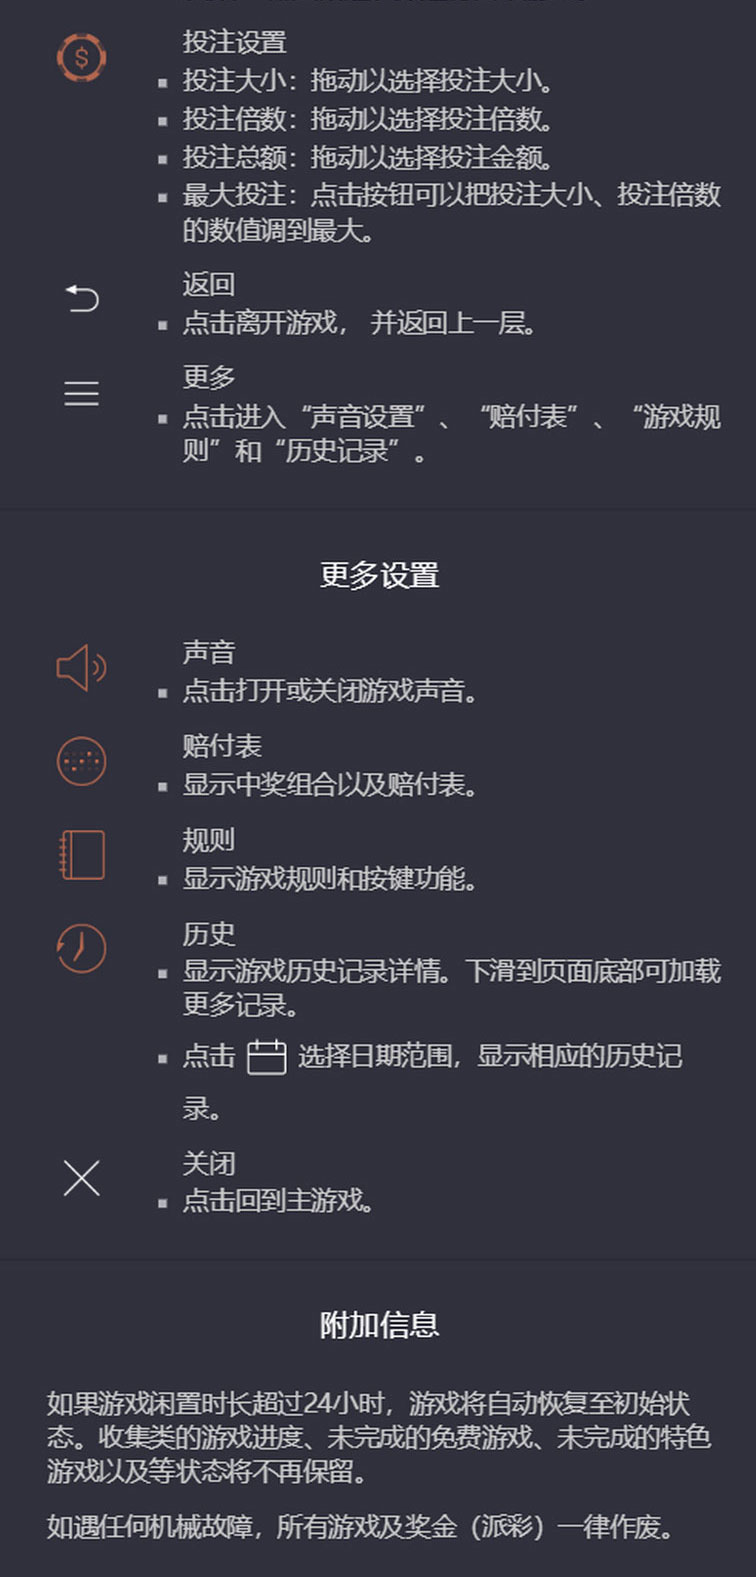 投注设置
▪ 投注大小：拖动以选择投注大小。
▪ 投注倍数：拖动以选择投注倍数。
▪ 投注总额：拖动以选择投注金额。
▪ 最大投注：点击按钮可以把投注大小、投注倍数
的数值调到最大。
返回
▪ 点击离开游戏， 并返回上一层。
更多
▪ 点击进入“声音设置”、“赔付表”、“游戏规
则”和“历史记录”。
更多设置
声音
▪ 点击打开或关闭游戏声音。
赔付表
▪ 显示中奖组合以及赔付表。
规则
▪ 显示游戏规则和按键功能。
历史
▪ 显示游戏历史记录详情。下滑到页面底部可加载
更多记录。
▪ 点击 选择日期范围，显示相应的历史记
录。
关闭
▪ 点击回到主游戏。
附加信息
如果游戏闲置时长超过24小时，游戏将自动恢复至初始状
态。收集类的游戏进度、未完成的免费游戏、未完成的特色
游戏以及等状态将不再保留。
如遇任何机械故障，所有游戏及奖金（派彩）一律作废。